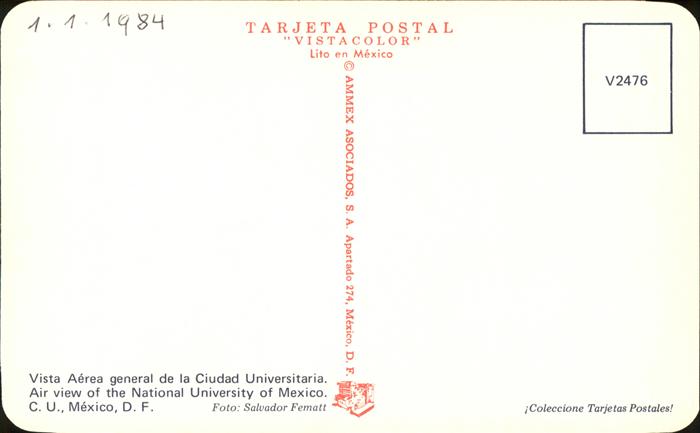 1.1.1984
TARJETA POSTAL
"VISTACOLOR"
Lito en México
© AMMEX ASOCIADOS, S. A. Apartado 274, México, D. F.
V2476
Vista Aérea general de la Ciudad Universitaria.
Air view of the National University of Mexico.
C. U., México, D. F. Foto: Salvador Fematt
¡Coleccione Tarjetas Postales!